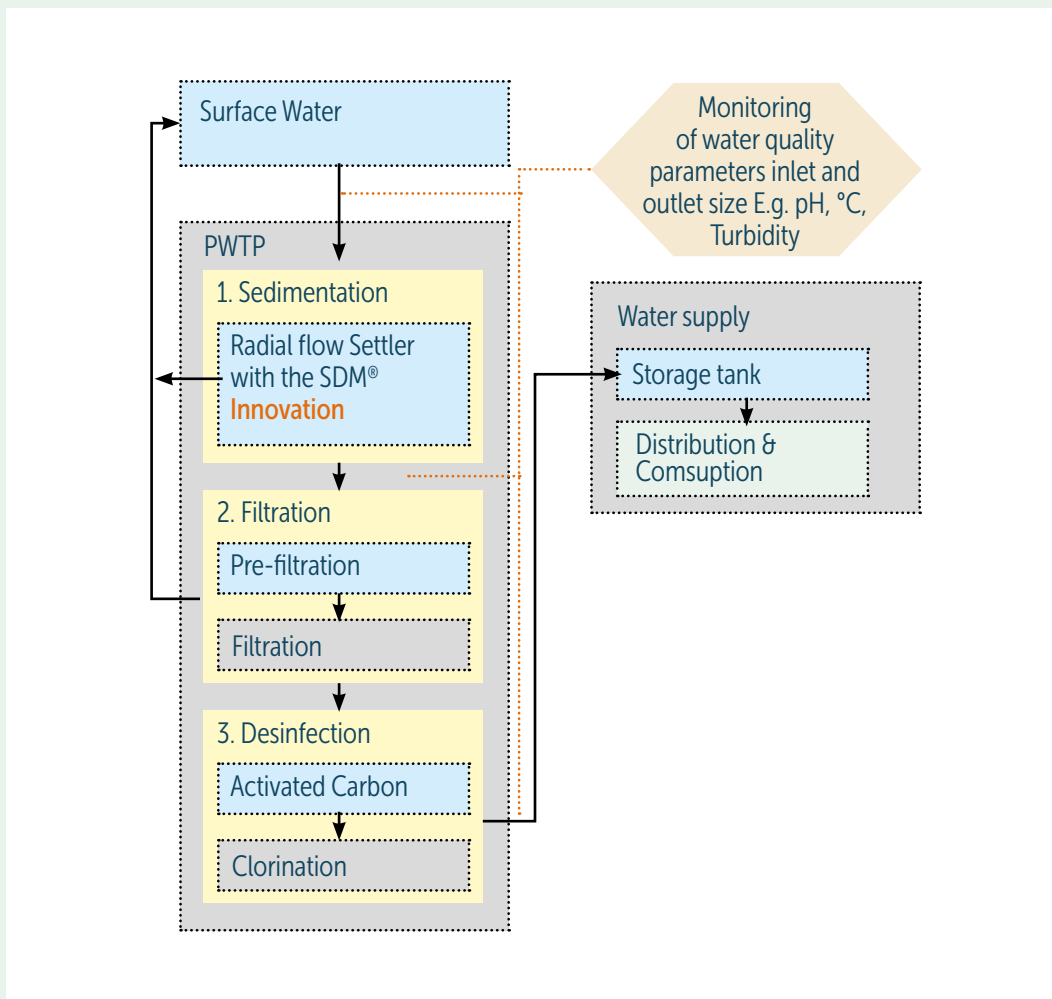 Surface Water
Monitoring
of water quality
parameters inlet and
outlet size E.g. pH, °C,
Turbidity
PWTP
1. Sedimentation
Radial flow Settler
with the SDM®
Innovation
2. Filtration
Pre-filtration
Filtration
3. Desinfection
Activated Carbon
Clorination
Water supply
Storage tank
Distribution &
Comsuption